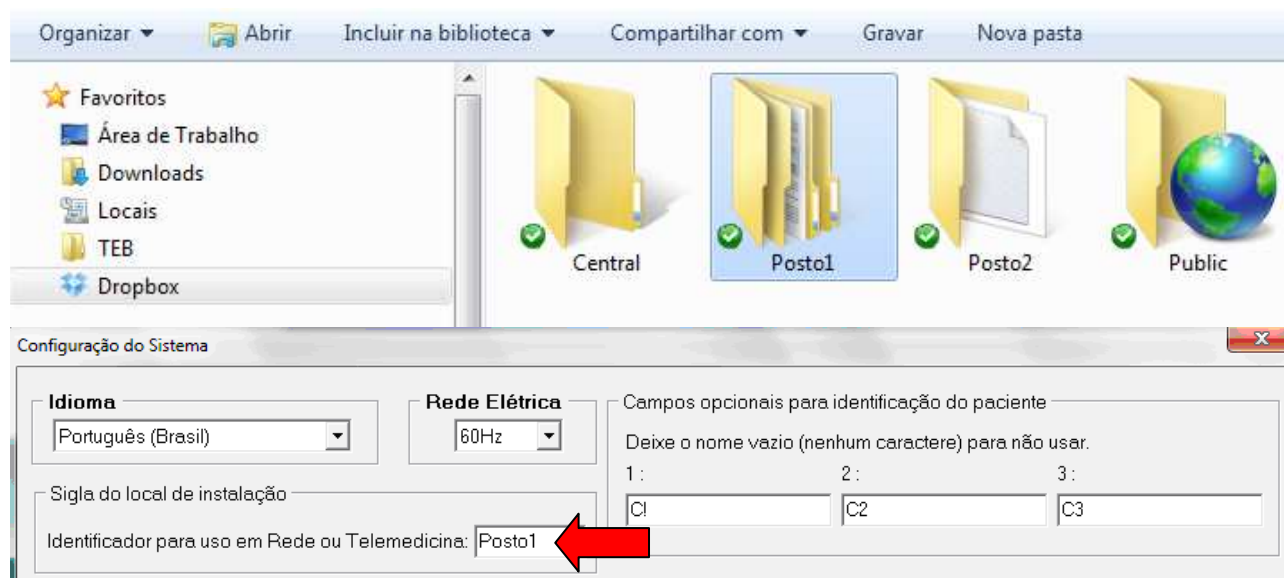 Organizar Abrir Incluir na biblioteca Compartilhar com Gravar Nova pasta
Favoritos
Área de Trabalho
Downloads
Locais
TEB
Dropbox
Central Posto1 Posto2 Public
Configuração do Sistema
Idioma
Português (Brasil)
Rede Elétrica
60Hz
Sigla do local de instalação
Identificador para uso em Rede ou Telemedicina: Posto1
Campos opcionais para identificação do paciente
Deixe o nome vazio (nenhum caractere) para não usar.
1 : 2 : 3 :
C! C2 C3